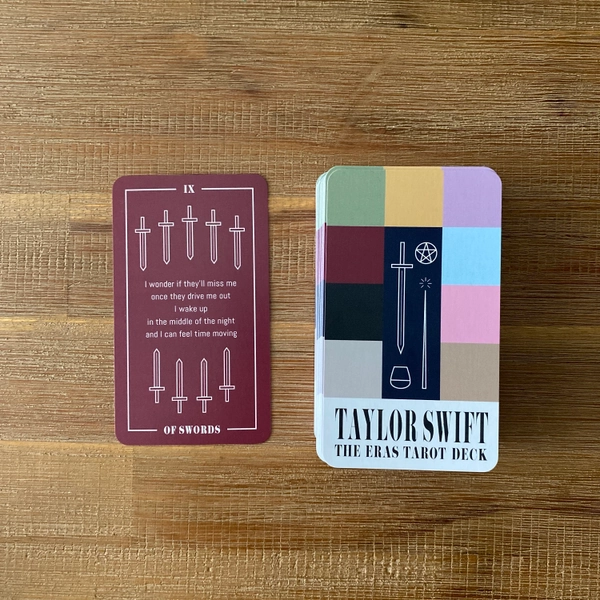 IX
I wonder if they'll miss me
once they drive me out
I wake up
in the middle of the night
and I can feel time moving
OF SWORDS
TAYLOR SWIFT
THE ERAS TAROT DECK